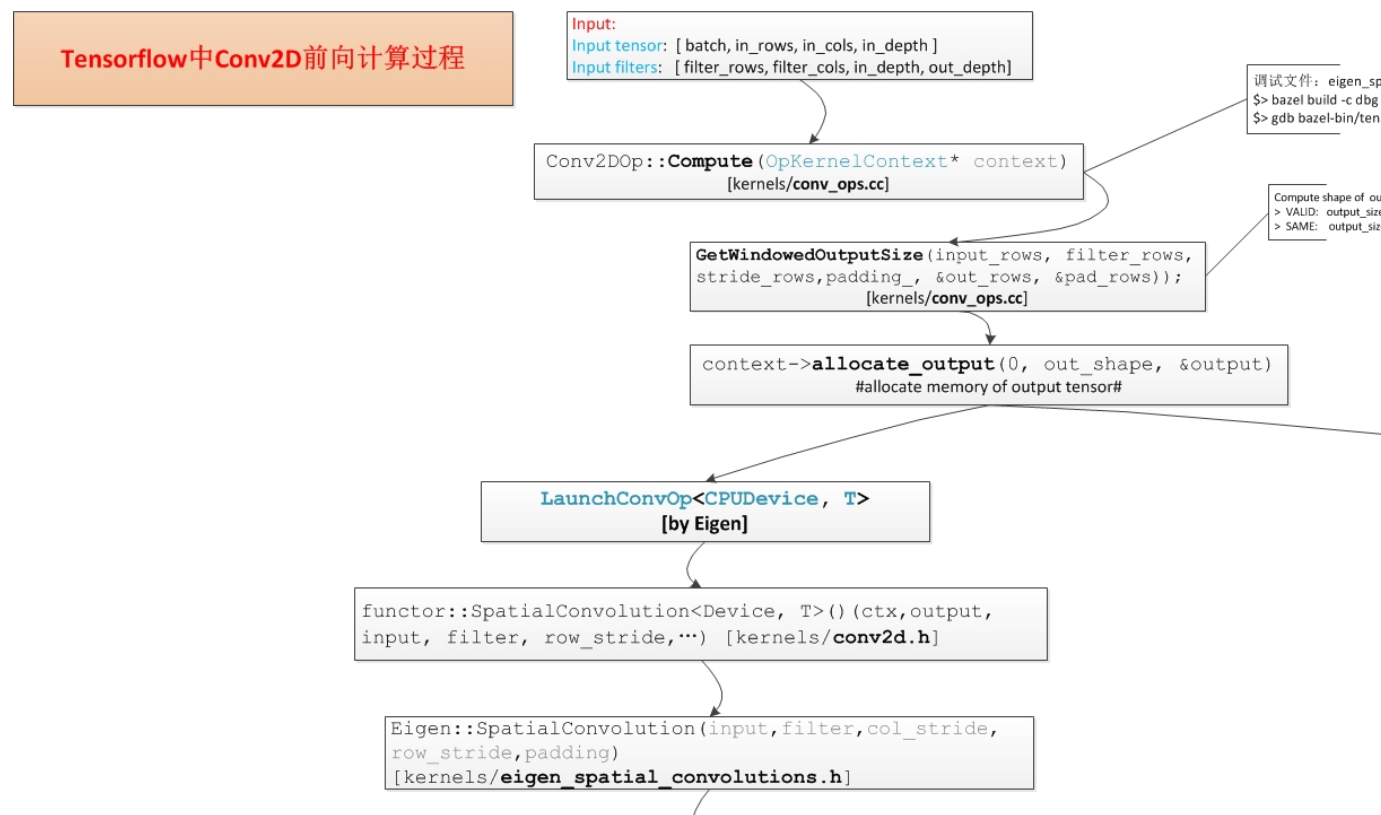 Tensorflow中Conv2D前向计算过程
Input:
Input tensor: [ batch, in_rows, in_cols, in_depth ]
Input filters: [ filter_rows, filter_cols, in_depth, out_depth]
调试文件：eigen_sp
$> bazel build -c dbg
$> gdb bazel-bin/ten
Conv2DOp::Compute(OpKernelContext* context)
[kernels/conv_ops.cc]
Compute shape of ou
> VALID: output_size
> SAME: output_siz
GetWindowedOutputSize(input_rows, filter_rows,
stride_rows,padding_, &out_rows, &pad_rows));
[kernels/conv_ops.cc]
context->allocate_output(0, out_shape, &output)
#allocate memory of output tensor#
LaunchConvOp<CPUDevice, T>
[by Eigen]
functor::SpatialConvolution<Device, T>()(ctx,output,
input, filter, row_stride,…) [kernels/conv2d.h]
Eigen::SpatialConvolution(input,filter,col_stride,
row_stride,padding)
[kernels/eigen_spatial_convolutions.h]